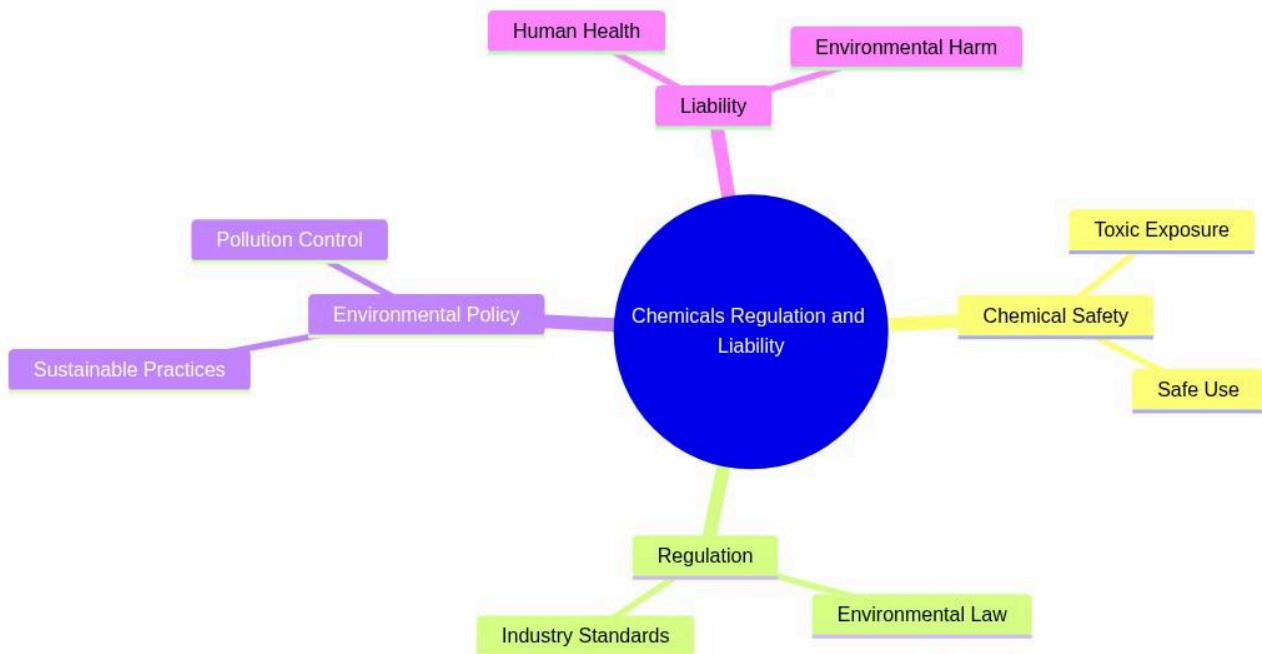 Human Health
Environmental Harm
Liability
Toxic Exposure
Pollution Control
Chemical Safety
Environmental Policy
Chemicals Regulation and
Liability
Sustainable Practices
Safe Use
Regulation
Environmental Law
Industry Standards